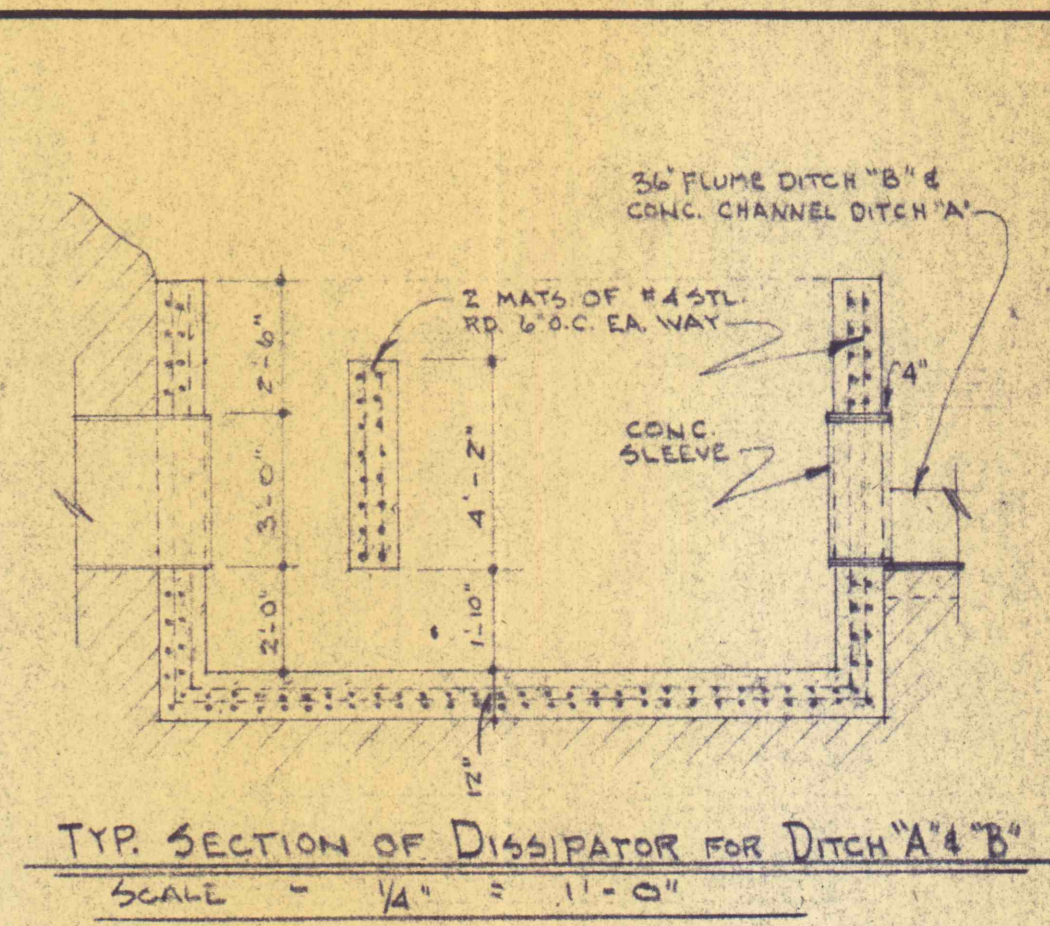 36" FLUME DITCH "B" &
CONC. CHANNEL DITCH "A"
2 MATS OF #4 STL.
RD. 6" O.C. EA. WAY
2'-6"
4"
CONC.
SLEEVE
3'-0"
4'-2"
2'-0"
1'-10"
12"
TYP. SECTION OF DISSIPATOR FOR DITCH "A" & "B"
SCALE - 1/4" = 1'-0"